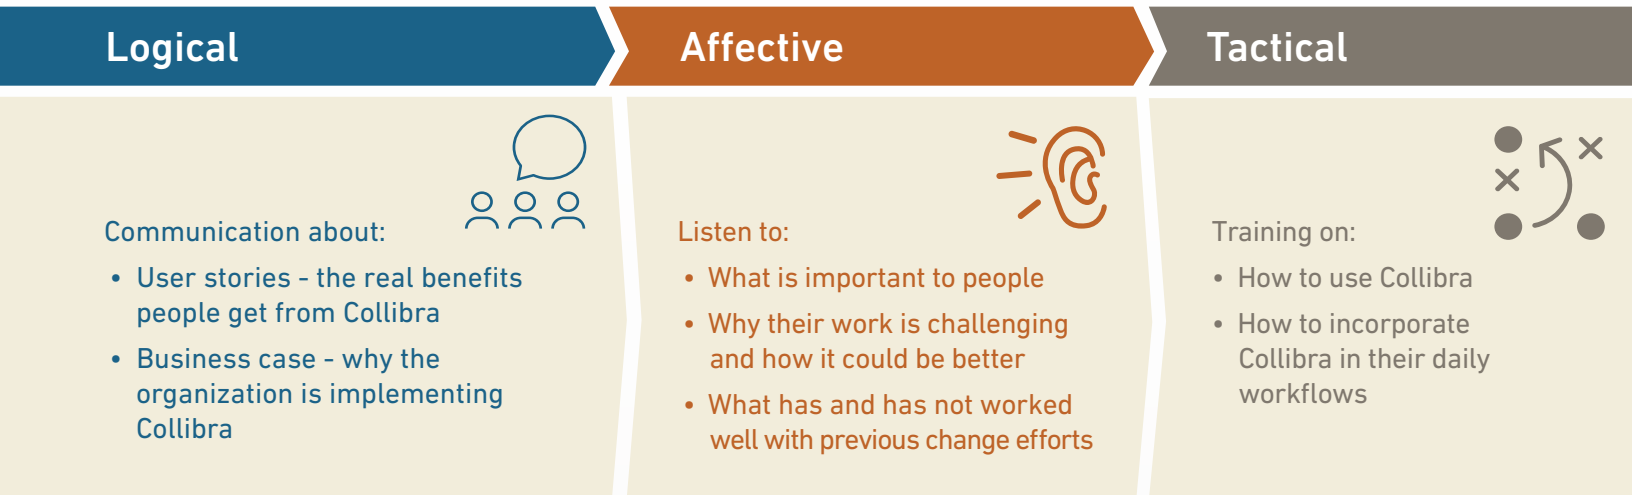 Logical
Affective
Tactical
Communication about:
• User stories - the real benefits
people get from Collibra
• Business case - why the
organization is implementing
Collibra
Listen to:
• What is important to people
• Why their work is challenging
and how it could be better
• What has and has not worked
well with previous change efforts
Training on:
• How to use Collibra
• How to incorporate
Collibra in their daily
workflows